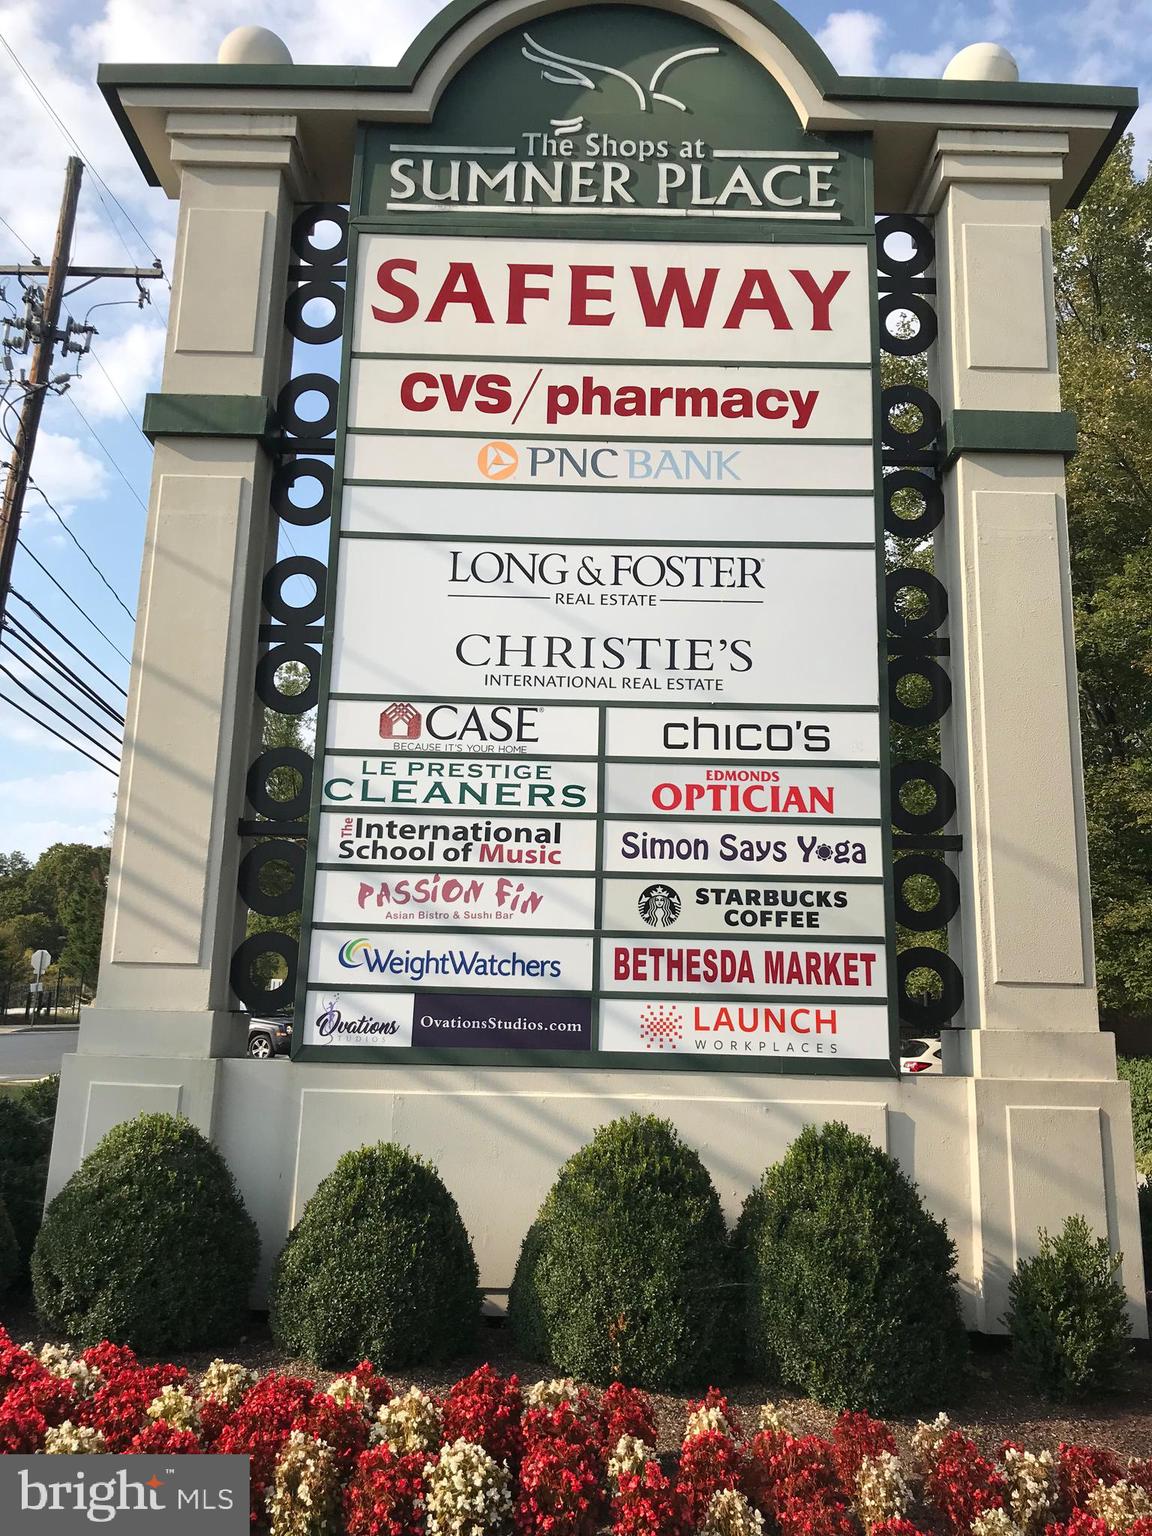 The Shops at
SUMNER PLACE
SAFEWAY
CVS/pharmacy
PNC BANK
LONG & FOSTER®
REAL ESTATE
CHRISTIE'S
INTERNATIONAL REAL ESTATE
CASE®
BECAUSE IT'S YOUR HOME
chico's
LE PRESTIGE
CLEANERS
EDMONDS
OPTICIAN
The International
School of Music
Simon Says Yoga
PASSION FIN
Asian Bistro & Sushi Bar
STARBUCKS
COFFEE
WeightWatchers
BETHESDA MARKET
Ovations
STUDIOS
OvationsStudios.com
LAUNCH
WORKPLACES
bright™ MLS